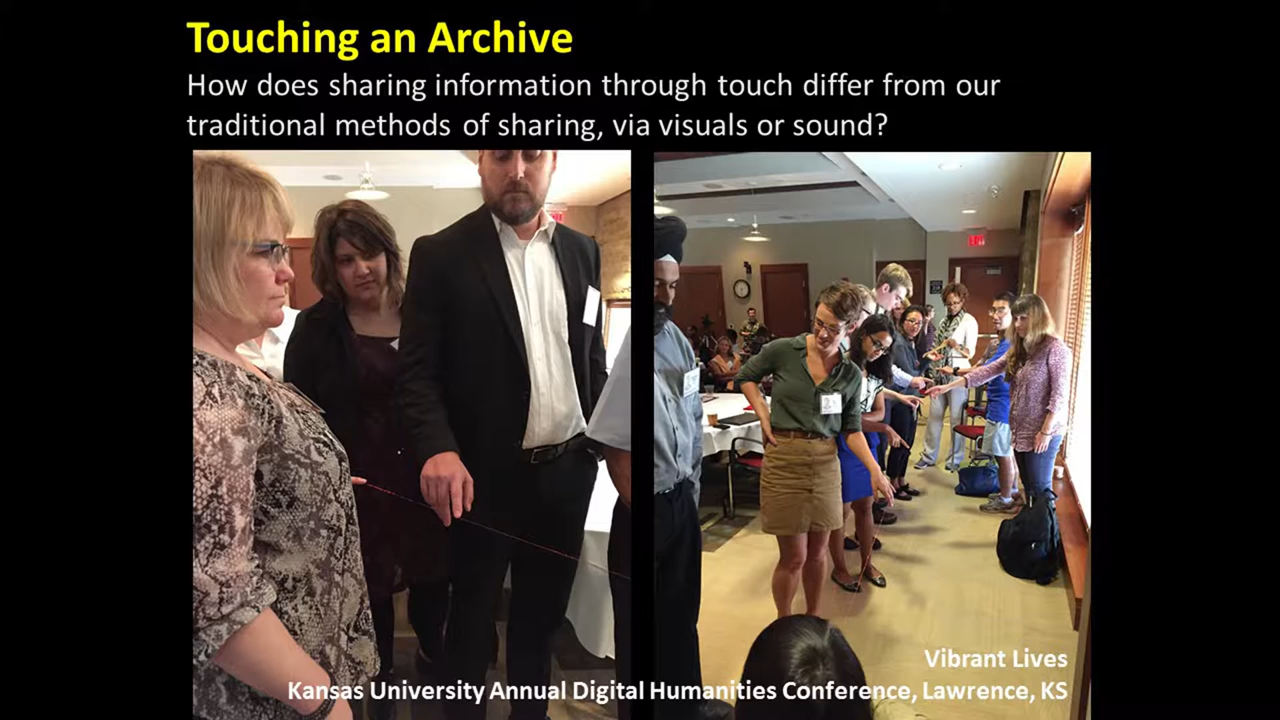 Touching an Archive
How does sharing information through touch differ from our
traditional methods of sharing, via visuals or sound?
Vibrant Lives
Kansas University Annual Digital Humanities Conference, Lawrence, KS